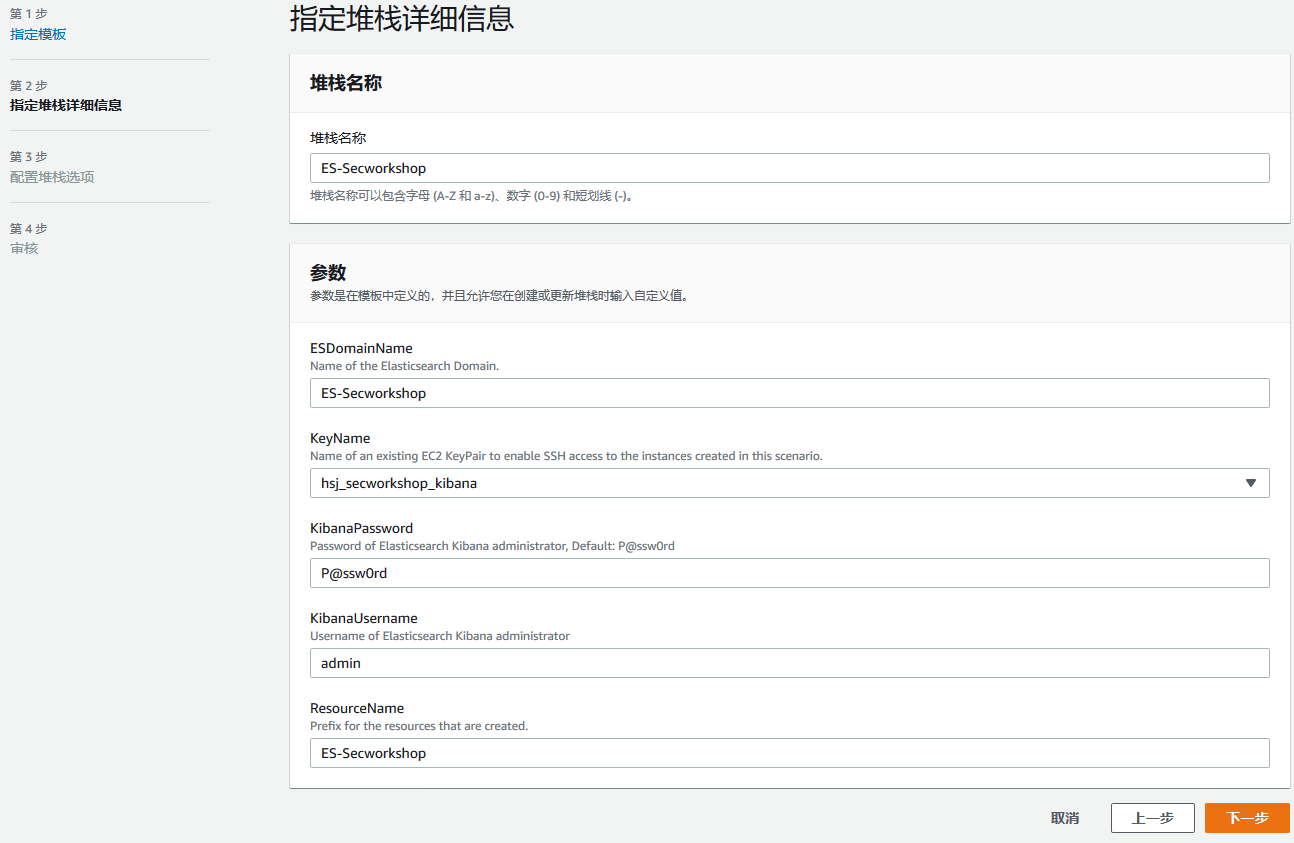 第 1 步
指定模板
第 2 步
指定堆栈详细信息
第 3 步
配置堆栈选项
第 4 步
审核
指定堆栈详细信息
堆栈名称
堆栈名称
ES-Secworkshop
堆栈名称可以包含字母 (A-Z 和 a-z)、数字 (0-9) 和短划线 (-)。
参数
参数是在模板中定义的，并且允许您在创建或更新堆栈时输入自定义值。
ESDomainName
Name of the Elasticsearch Domain.
ES-Secworkshop
KeyName
Name of an existing EC2 KeyPair to enable SSH access to the instances created in this scenario.
hsj_secworkshop_kibana
KibanaPassword
Password of Elasticsearch Kibana administrator, Default: P@ssw0rd
P@ssw0rd
KibanaUsername
Username of Elasticsearch Kibana administrator
admin
ResourceName
Prefix for the resources that are created.
ES-Secworkshop
取消
上一步
下一步